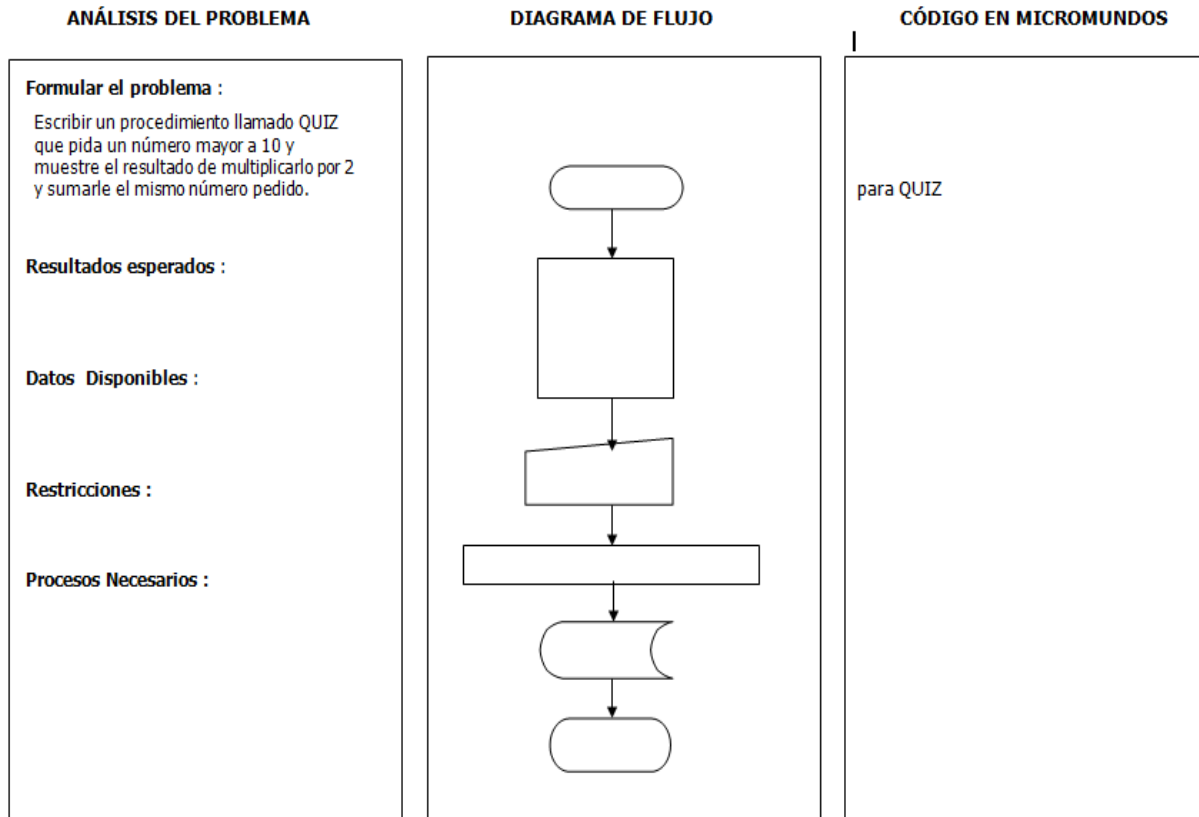 ANÁLISIS DEL PROBLEMA
DIAGRAMA DE FLUJO
CÓDIGO EN MICROMUNDOS
Formular el problema :
Escribir un procedimiento llamado QUIZ
que pida un número mayor a 10 y
muestre el resultado de multiplicarlo por 2
y sumarle el mismo número pedido.
Resultados esperados :
Datos Disponibles :
Restricciones :
Procesos Necesarios :
para QUIZ